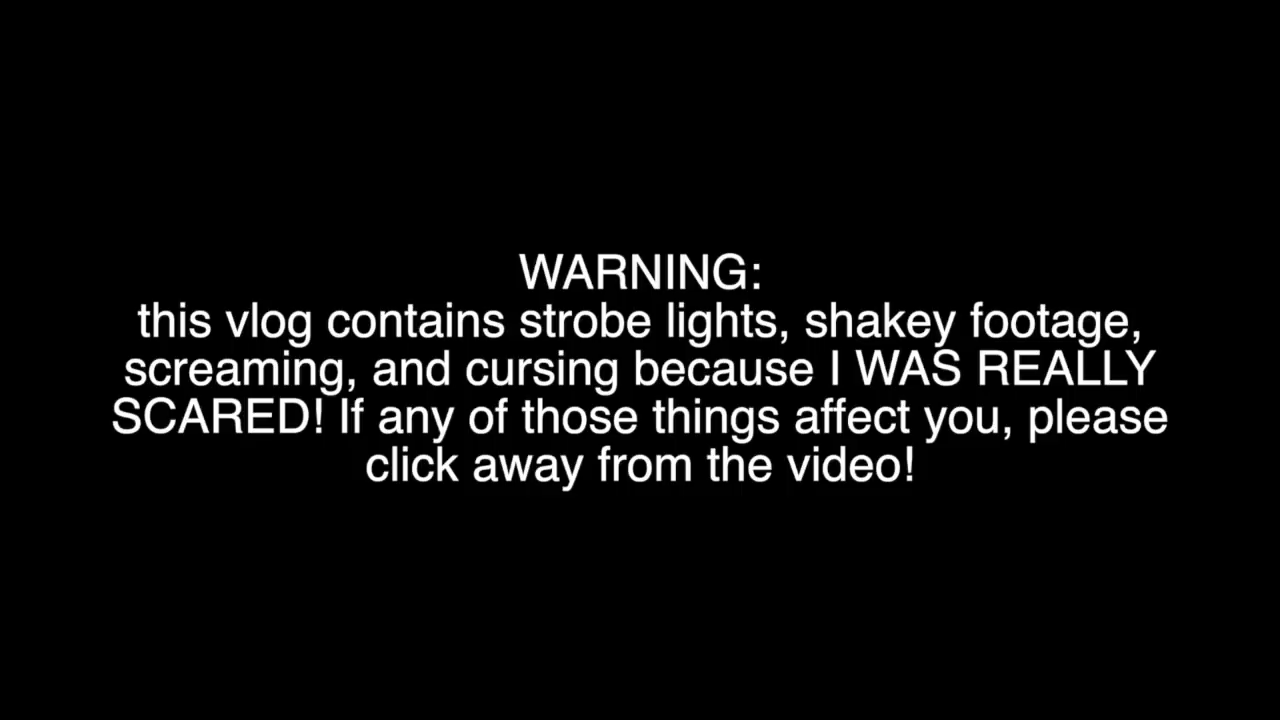 WARNING:
this vlog contains strobe lights, shakey footage,
screaming, and cursing because I WAS REALLY
SCARED! If any of those things affect you, please
click away from the video!